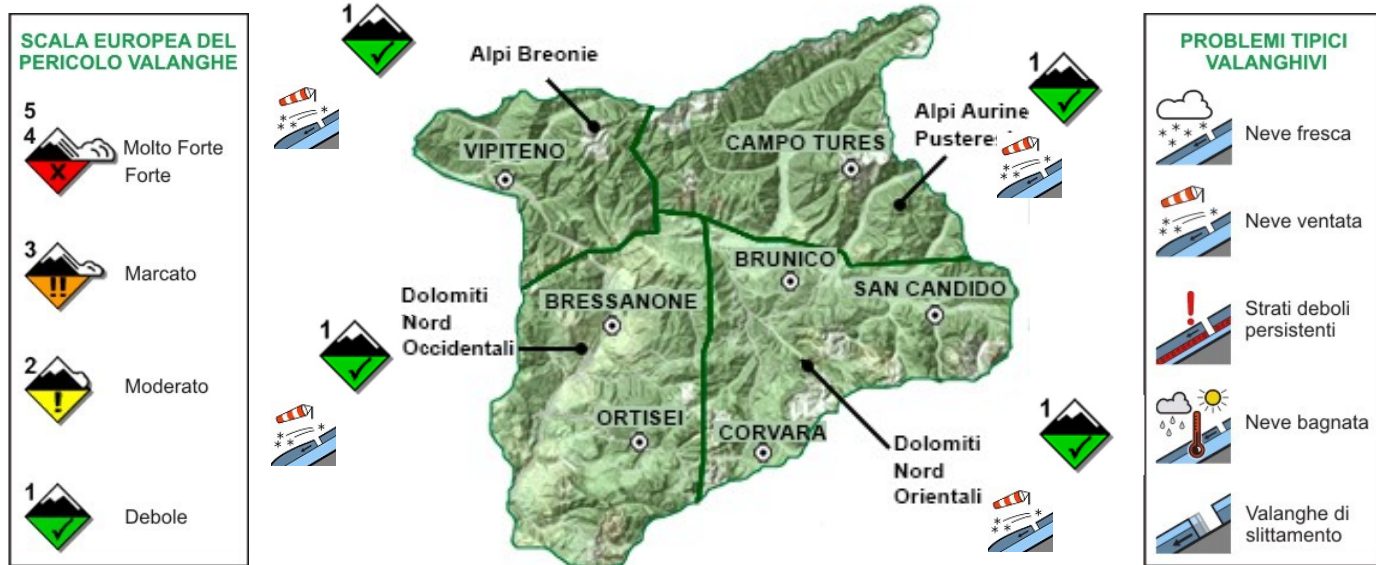 SCALA EUROPEA DEL
PERICOLO VALANGHE
5
4
Molto Forte
Forte
3
Marcato
2
Moderato
1
Debole
1
Alpi Breonie
VIPITENO
1
Alpi Aurine
CAMPO TURES
BRUNICO
SAN CANDIDO
Dolomiti
Nord
Occidentali
1
BRESSANONE
ORTISEI
CORVARA
1
Dolomiti
Nord
Orientali
PROBLEMI TIPICI
VALANGHIVI
Neve fresca
Neve ventata
Strati deboli
persistenti
Neve bagnata
Valanghe di
slittamento